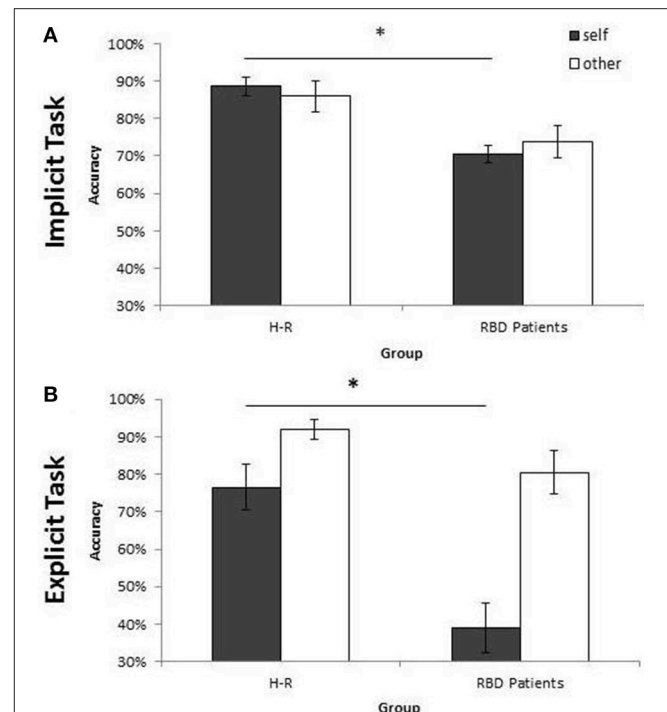 A
*
self
other
100%
90%
80%
70%
60%
50%
40%
30%
Accuracy
Implicit Task
H-R
RBD Patients
Group
B
*
100%
90%
80%
70%
60%
50%
40%
30%
Accuracy
Explicit Task
H-R
RBD Patients
Group